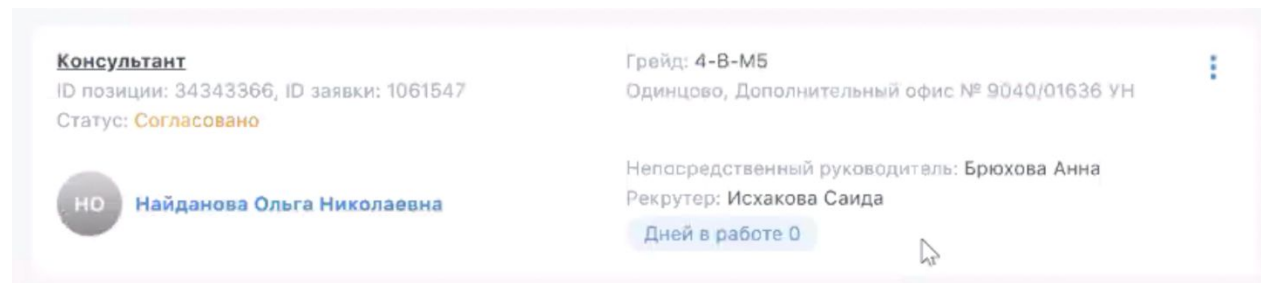 Консультант
ID позиции: 34343366, ID заявки: 1061547
Статус: Согласовано
НО
Найданова Ольга Николаевна
Грейд: 4-В-М5
Одинцово, Дополнительный офис № 9040/01636 УН
Непосредственный руководитель: Брюхова Анна
Рекрутер: Исхакова Саида
Дней в работе 0